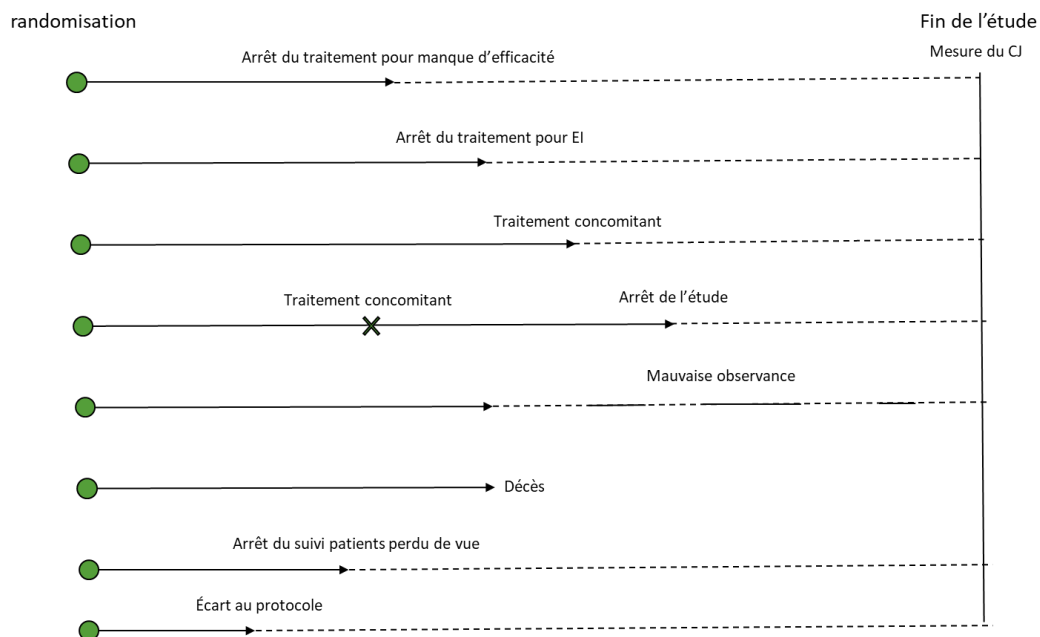 randomisation
Fin de l’étude
Mesure du CJ
Arrêt du traitement pour manque d’efficacité
Arrêt du traitement pour EI
Traitement concomitant
Traitement concomitant
Arrêt de l’étude
Mauvaise observance
Décès
Arrêt du suivi patients perdu de vue
Écart au protocole